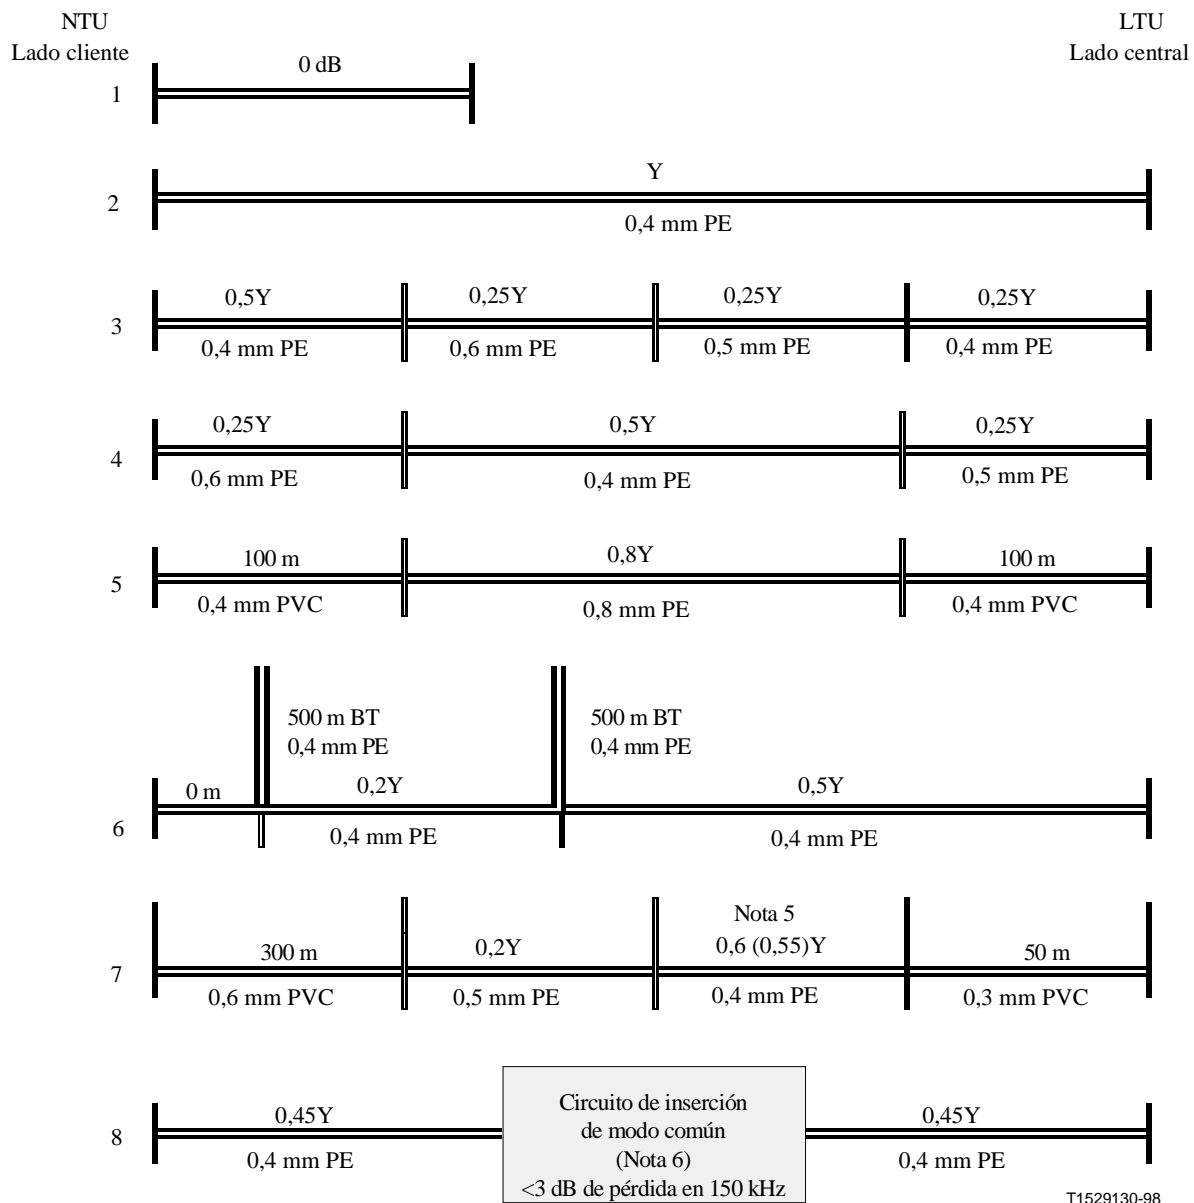 NTU
Lado cliente
LTU
Lado central
0 dB
1
Y
2
0,4 mm PE
0,5Y
0,25Y
0,25Y
0,25Y
3
0,4 mm PE
0,6 mm PE
0,5 mm PE
0,4 mm PE
0,25Y
0,5Y
0,25Y
4
0,6 mm PE
0,4 mm PE
0,5 mm PE
100 m
0,8Y
100 m
5
0,4 mm PVC
0,8 mm PE
0,4 mm PVC
500 m BT
0,4 mm PE
500 m BT
0,4 mm PE
0 m
0,2Y
0,5Y
6
0,4 mm PE
0,4 mm PE
Nota 5
300 m
0,2Y
0,6 (0,55)Y
50 m
7
0,6 mm PVC
0,5 mm PE
0,4 mm PE
0,3 mm PVC
0,45Y
Circuito de inserción
de modo común
(Nota 6)
<3 dB de pérdida en 150 kHz
0,45Y
8
0,4 mm PE
0,4 mm PE
T1529130-98